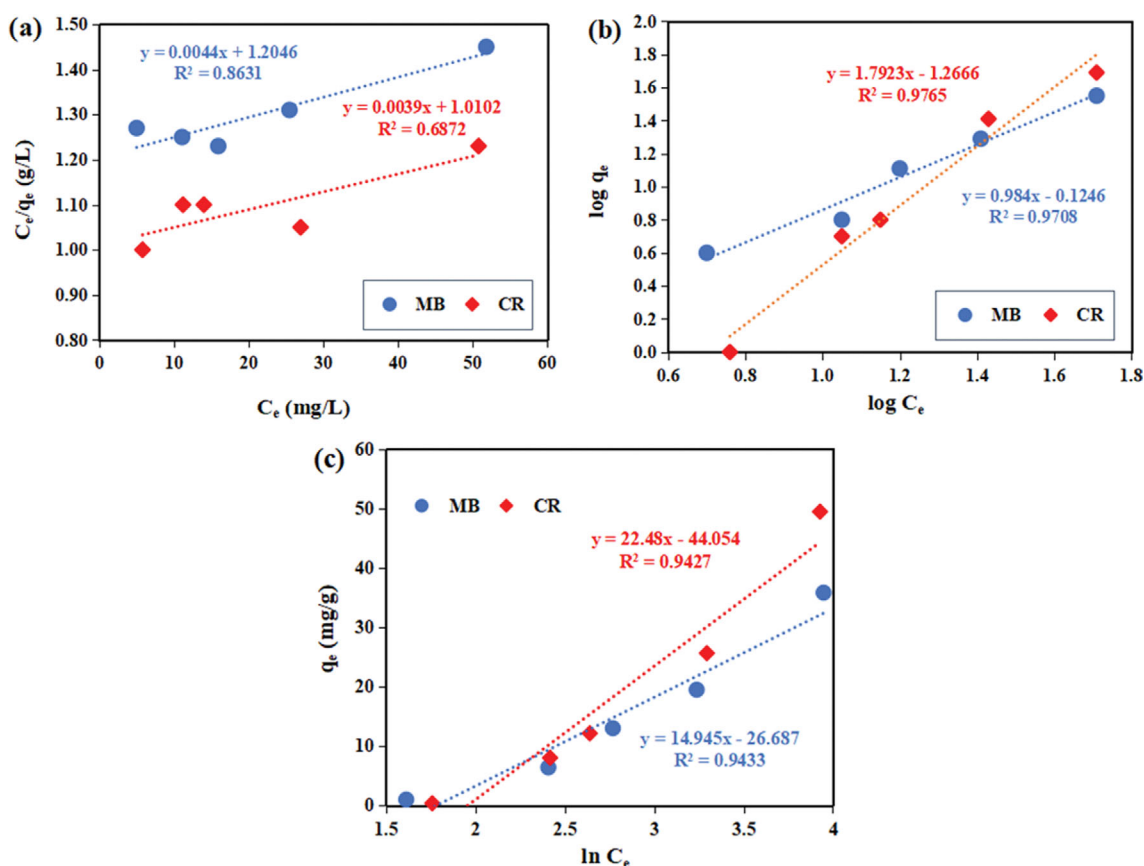 (a)
1.50
1.40
1.30
1.20
1.10
1.00
0.90
0.80
Cₑ/qₑ (g/L)
y = 0.0044x + 1.2046
R² = 0.8631
y = 0.0039x + 1.0102
R² = 0.6872
MB CR
0 10 20 30 40 50 60
Cₑ (mg/L)
(b)
2.0
1.8
1.6
1.4
1.2
1.0
0.8
0.6
0.4
0.2
0.0
log qₑ
y = 1.7923x - 1.2666
R² = 0.9765
y = 0.984x - 0.1246
R² = 0.9708
MB CR
0.6 0.8 1.0 1.2 1.4 1.6 1.8
log Cₑ
(c)
60
50
40
30
20
10
0
qₑ (mg/g)
MB CR
y = 22.48x - 44.054
R² = 0.9427
y = 14.945x - 26.687
R² = 0.9433
1.5 2 2.5 3 3.5 4
ln Cₑ